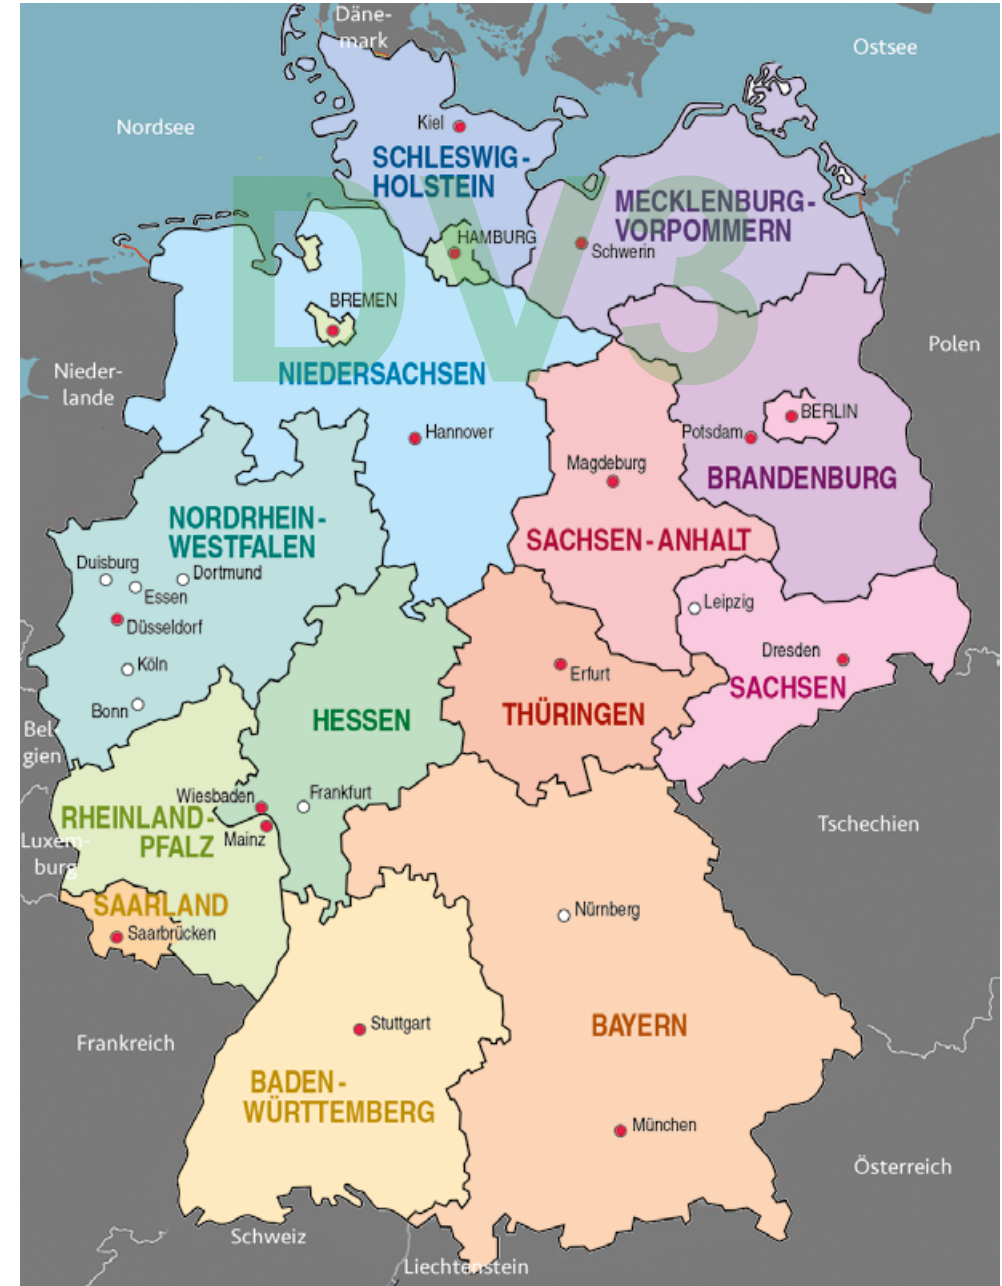 Däne-
mark
Ostsee
Nordsee
Kiel
SCHLESWIG-
HOLSTEIN
MECKLENBURG-
VORPOMMERN
HAMBURG
Schwerin
DV3
BREMEN
Polen
Nieder-
lande
NIEDERSACHSEN
BERLIN
Hannover
Potsdam
Magdeburg
BRANDENBURG
NORDRHEIN-
WESTFALEN
SACHSEN-ANHALT
Duisburg
Dortmund
Essen
Leipzig
Düsseldorf
Dresden
Köln
Erfurt
SACHSEN
Bonn
HESSEN
THÜRINGEN
Bel-
gien
Wiesbaden
Frankfurt
RHEINLAND-
PFALZ
Mainz
Tschechien
Luxem-
burg
SAARLAND
Nürnberg
Saarbrücken
Stuttgart
BAYERN
Frankreich
BADEN-
WÜRTTEMBERG
München
Österreich
Schweiz
Liechtenstein